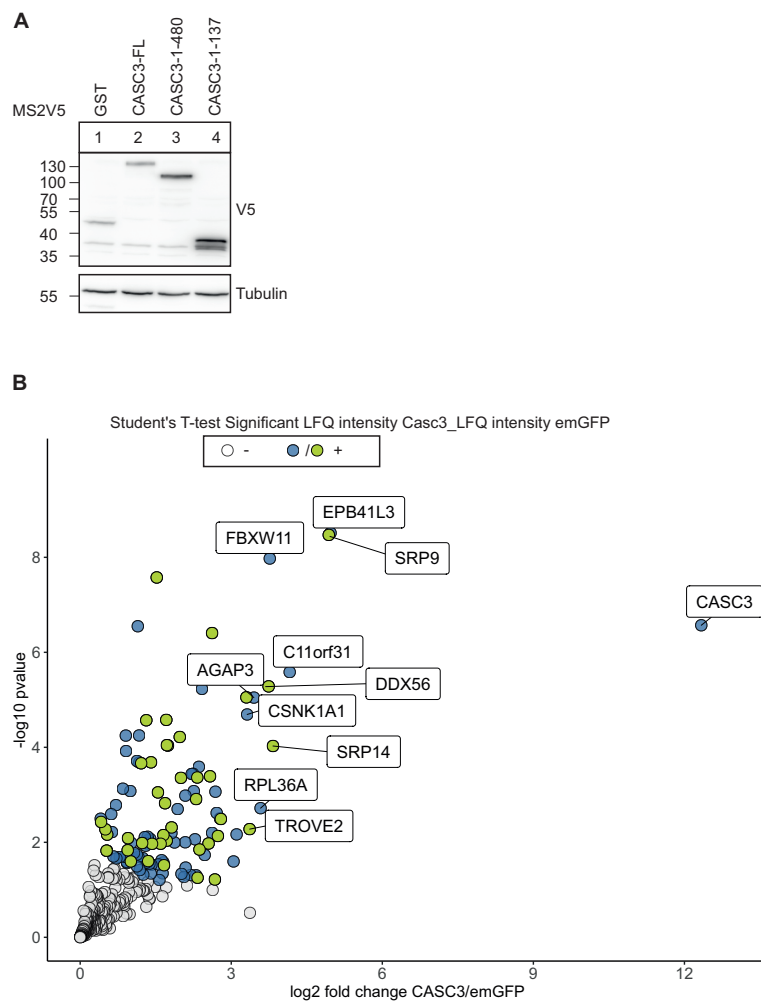 A
GST
CASC3-FL
CASC3-1-480
CASC3-1-137
MS2V5
1 2 3 4
130
100
70
55
40
35
V5
55
Tubulin
B
Student's T-test Significant LFQ intensity Casc3_LFQ intensity emGFP
- / +
EPB41L3
FBXW11
SRP9
CASC3
C11orf31
AGAP3
DDX56
CSNK1A1
SRP14
RPL36A
TROVE2
-log10 pvalue
8
6
4
2
0
0 3 6 9 12
log2 fold change CASC3/emGFP